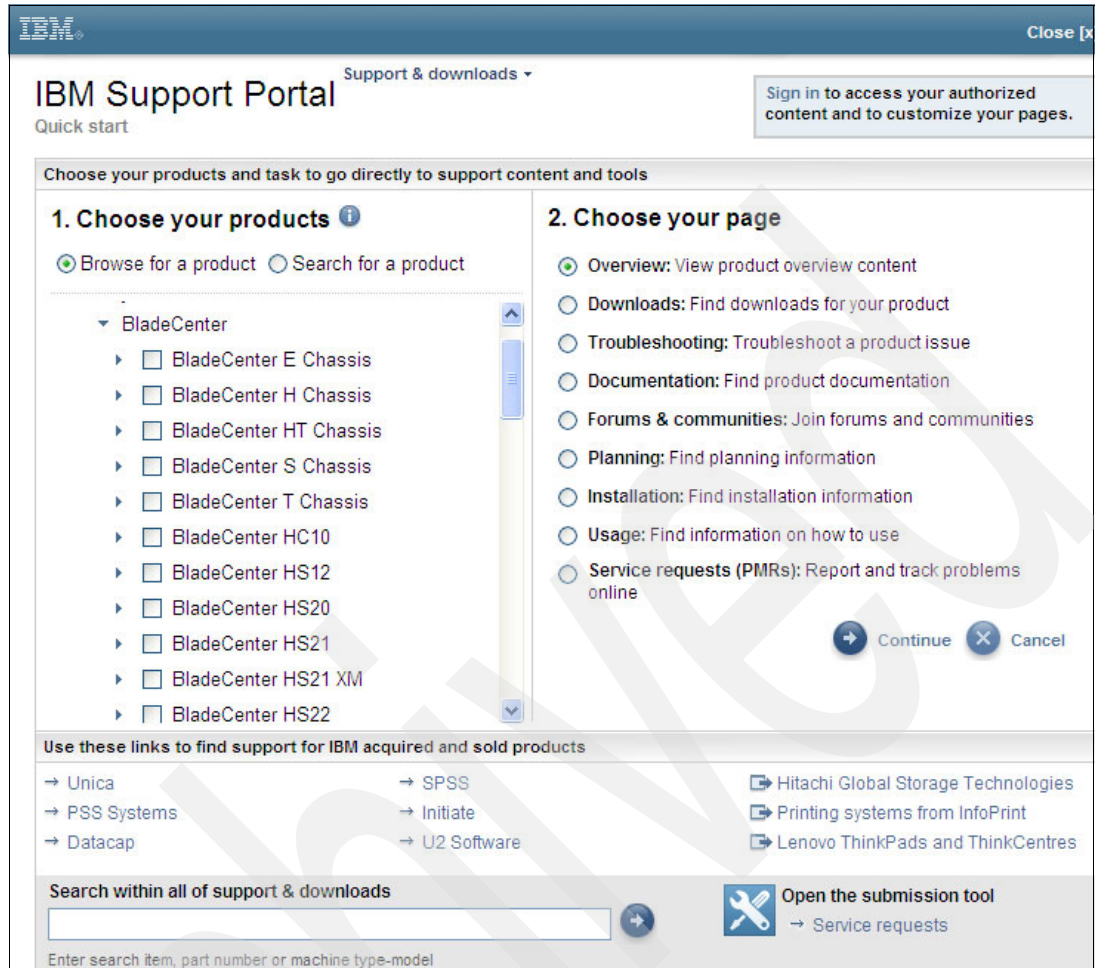 IBM
Close [x
IBM Support Portal
Support & downloads
Quick start
Sign in to access your authorized
content and to customize your pages.
Choose your products and task to go directly to support content and tools
1. Choose your products
Browse for a product
Search for a product
BladeCenter
BladeCenter E Chassis
BladeCenter H Chassis
BladeCenter HT Chassis
BladeCenter S Chassis
BladeCenter T Chassis
BladeCenter HC10
BladeCenter HS12
BladeCenter HS20
BladeCenter HS21
BladeCenter HS21 XM
BladeCenter HS22
2. Choose your page
Overview: View product overview content
Downloads: Find downloads for your product
Troubleshooting: Troubleshoot a product issue
Documentation: Find product documentation
Forums & communities: Join forums and communities
Planning: Find planning information
Installation: Find installation information
Usage: Find information on how to use
Service requests (PMRs): Report and track problems
online
Continue
Cancel
Use these links to find support for IBM acquired and sold products
→ Unica
→ SPSS
Hitachi Global Storage Technologies
→ PSS Systems
→ Initiate
Printing systems from InfoPrint
→ Datacap
→ U2 Software
Lenovo ThinkPads and ThinkCentres
Search within all of support & downloads
Enter search item, part number or machine type-model
Open the submission tool
→ Service requests